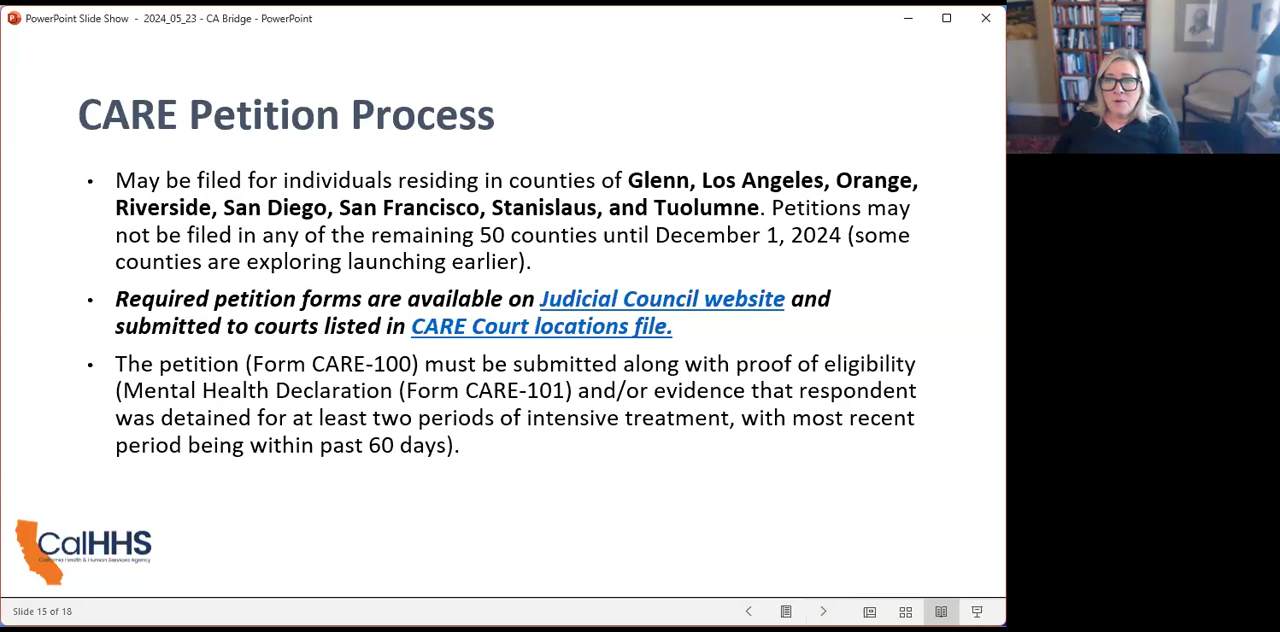 PowerPoint Slide Show - 2024_05_23 - CA Bridge - PowerPoint
CARE Petition Process
• May be filed for individuals residing in counties of Glenn, Los Angeles, Orange,
Riverside, San Diego, San Francisco, Stanislaus, and Tuolumne. Petitions may
not be filed in any of the remaining 50 counties until December 1, 2024 (some
counties are exploring launching earlier).
• Required petition forms are available on Judicial Council website and
submitted to courts listed in CARE Court locations file.
• The petition (Form CARE-100) must be submitted along with proof of eligibility
(Mental Health Declaration (Form CARE-101) and/or evidence that respondent
was detained for at least two periods of intensive treatment, with most recent
period being within past 60 days).
CalHHS
California Health & Human Services Agency
Slide 15 of 18